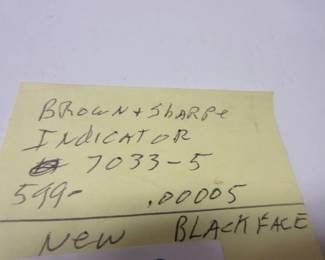 BROWN + SHARPE
INDICATOR
7033-5
599- .00005
NEW BLACK FACE